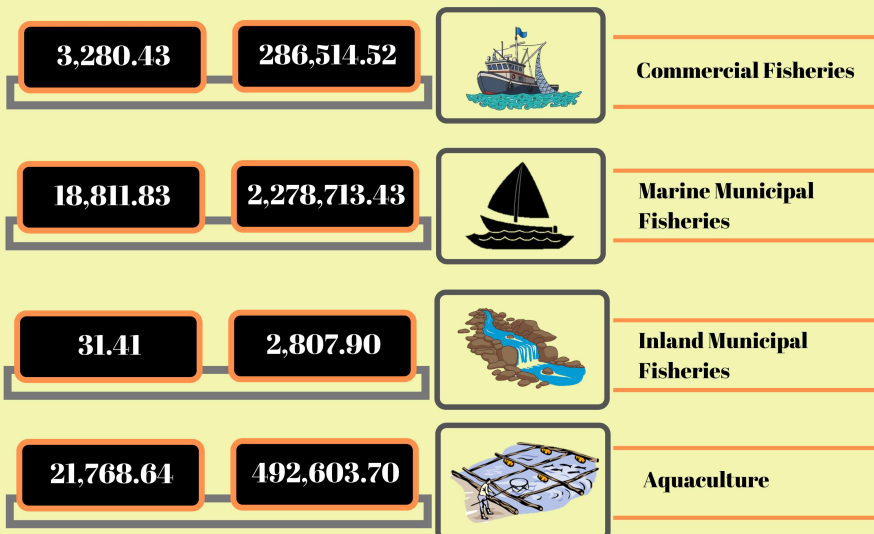 3,280.43 286,514.52 Commercial Fisheries
18,811.83 2,278,713.43 Marine Municipal
Fisheries
31.41 2,807.90 Inland Municipal
Fisheries
21,768.64 492,603.70 Aquaculture